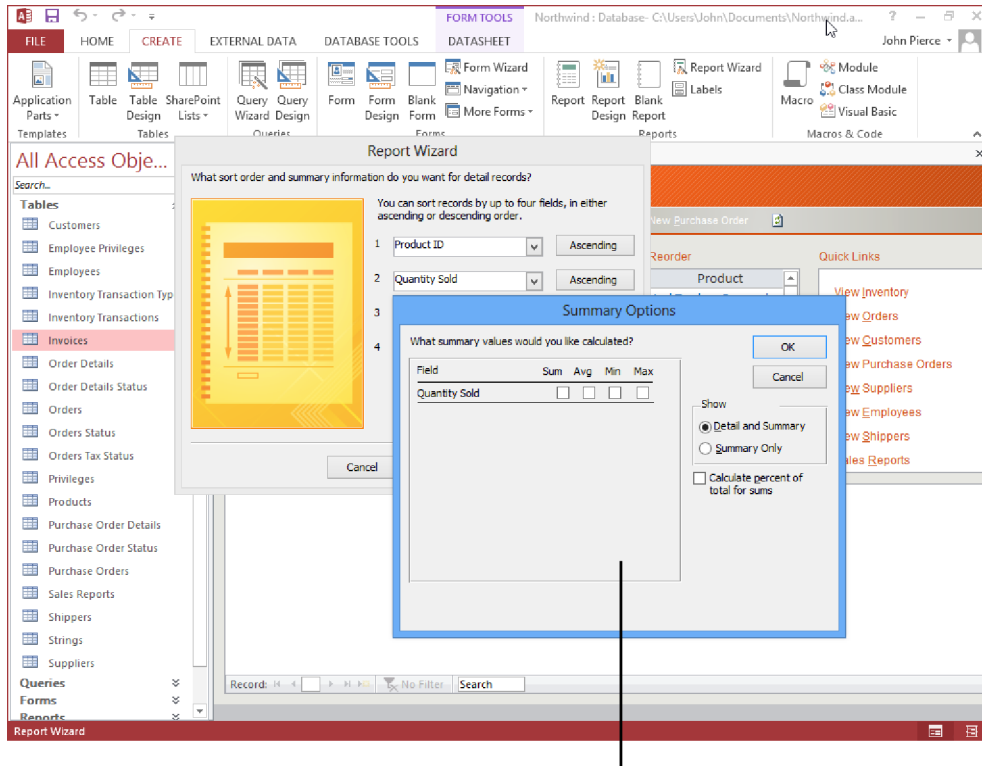 FORM TOOLS
Northwind : Database- C:\Users\John\Documents\Northwind.a...
?
FILE HOME CREATE EXTERNAL DATA DATABASE TOOLS DATASHEET
John Pierce
Application Parts
Table
Table Design
SharePoint Lists
Query Wizard
Query Design
Form
Form Design
Blank Form
Form Wizard
Navigation
More Forms
Report
Report Design
Blank Report
Report Wizard
Labels
Macro
Module
Class Module
Visual Basic
Templates Tables Queries Forms Reports Macros & Code
All Access Obje...
Search...
Tables
Customers
Employee Privileges
Employees
Inventory Transaction Typ
Inventory Transactions
Invoices
Order Details
Order Details Status
Orders
Orders Status
Orders Tax Status
Privileges
Products
Purchase Order Details
Purchase Order Status
Purchase Orders
Sales Reports
Shippers
Strings
Suppliers
Queries
Forms
Reports
Report Wizard
What sort order and summary information do you want for detail records?
You can sort records by up to four fields, in either
ascending or descending order.
1 Product ID Ascending
2 Quantity Sold Ascending
3
4
Cancel
Summary Options
What summary values would you like calculated?
Field Sum Avg Min Max
Quantity Sold
OK
Cancel
Show
Detail and Summary
Summary Only
Calculate percent of
total for sums
New Purchase Order
Reorder
Product
Quick Links
View Inventory
ew Orders
ew Customers
ew Purchase Orders
ew Suppliers
ew Employees
ew Shippers
ales Reports
Record: No Filter Search
Report Wizard